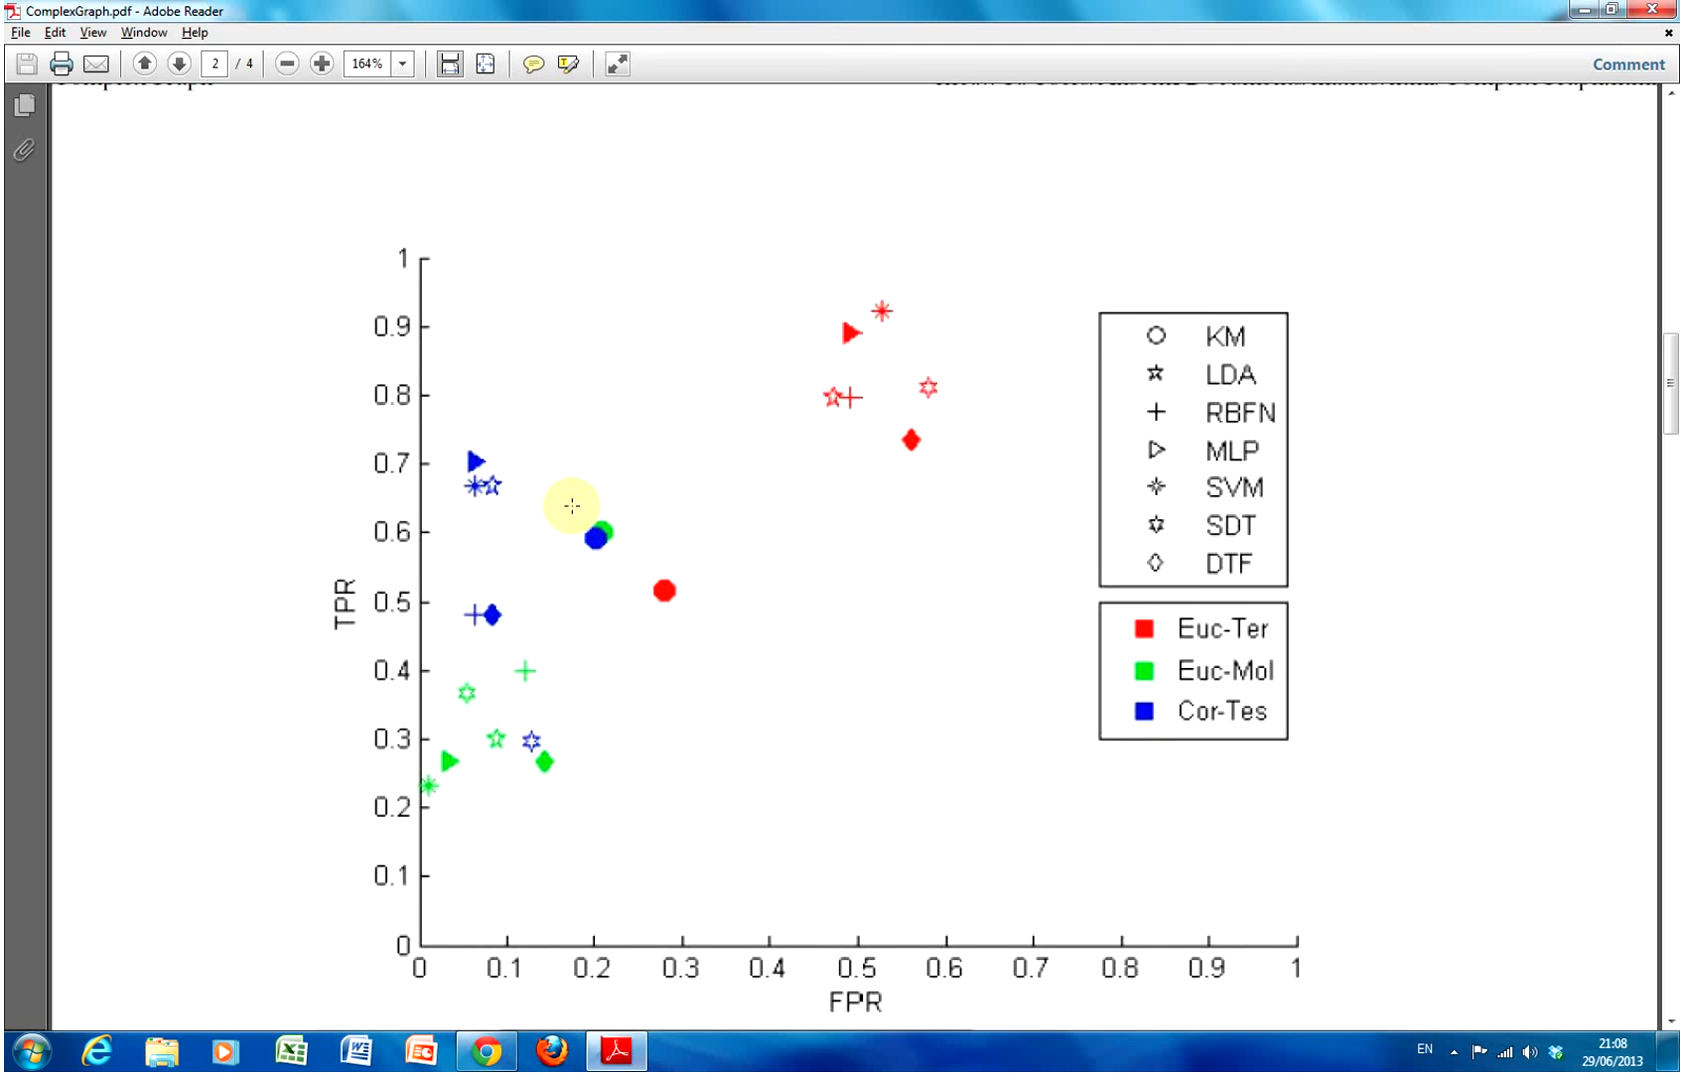 ComplexGraph.pdf - Adobe Reader
File Edit View Window Help
2 / 4 164% Comment
1
0.9
0.8
0.7
0.6
0.5
0.4
0.3
0.2
0.1
0
TPR
0 0.1 0.2 0.3 0.4 0.5 0.6 0.7 0.8 0.9 1
FPR
KM
LDA
RBFN
MLP
SVM
SDT
DTF
Euc-Ter
Euc-Mol
Cor-Tes
EN
21:08
29/06/2013